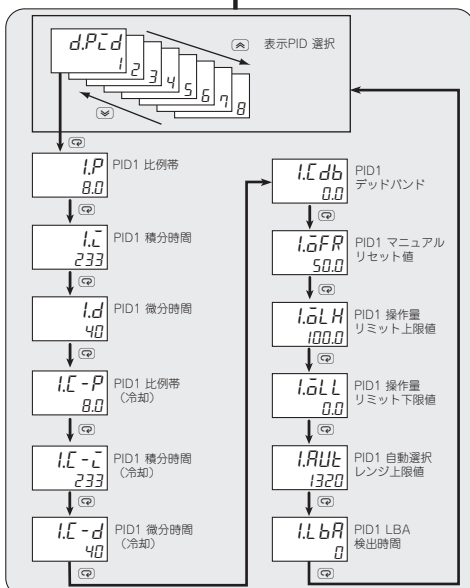 d.PID
1 2 3 4 5 6 7 8
表示PID 選択
1.P
8.0
PID1 比例帯
1.I
233
PID1 積分時間
1.d
40
PID1 微分時間
1.C-P
8.0
PID1 比例帯
(冷却)
1.C-I
233
PID1 積分時間
(冷却)
1.C-d
40
PID1 微分時間
(冷却)
1.Cdb
0.0
PID1
デッドバンド
1.oFR
50.0
PID1 マニュアル
リセット値
1.oLH
100.0
PID1 操作量
リミット上限値
1.oLL
0.0
PID1 操作量
リミット下限値
1.AUt
1320
PID1 自動選択
レンジ上限値
1.LbA
0
PID1 LBA
検出時間